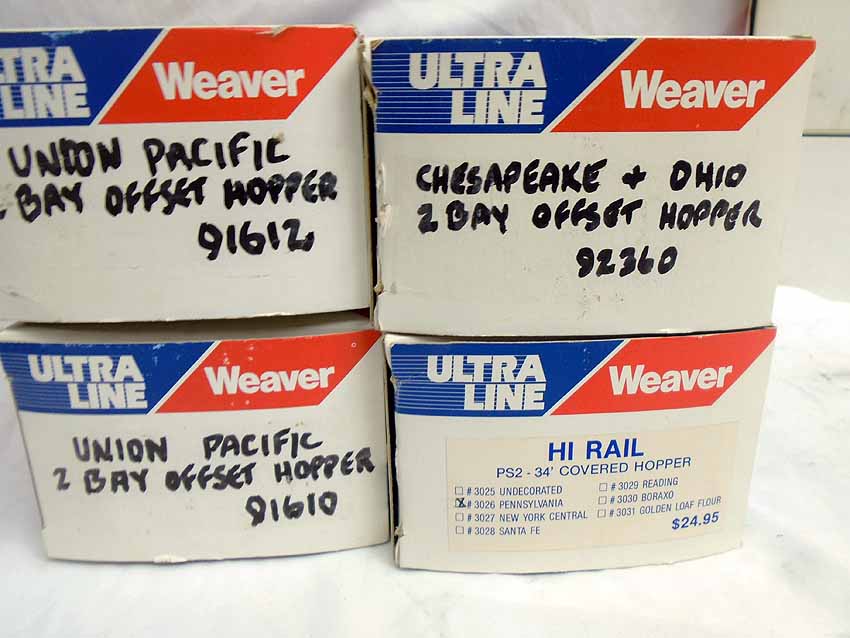 ULTRA
LINE
Weaver
UNION PACIFIC
2 BAY OFFSET HOPPER
91612
ULTRA
LINE
Weaver
CHESAPEAKE + OHIO
2 BAY OFFSET HOPPER
92360
ULTRA
LINE
Weaver
UNION PACIFIC
2 BAY OFFSET HOPPER
91610
ULTRA
LINE
Weaver
HI RAIL
PS2 - 34' COVERED HOPPER
# 3025 UNDECORATED
X # 3026 PENNSYLVANIA
# 3027 NEW YORK CENTRAL
# 3028 SANTA FE
# 3029 READING
# 3030 BORAXO
# 3031 GOLDEN LOAF FLOUR
$24.95